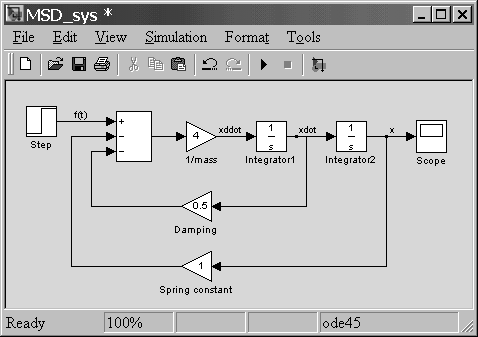 MSD_sys *
File Edit View Simulation Format Tools
f(t)
+
−
−
Step
4
1/mass
xddot
1
s
Integrator1
xdot
1
s
Integrator2
x
Scope
0.5
Damping
1
Spring constant
Ready 100% ode45